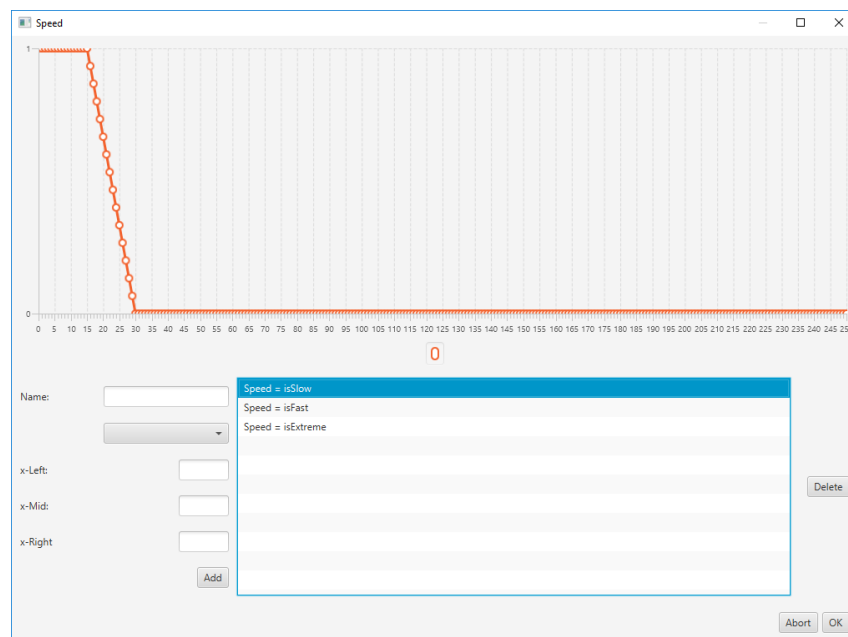 Speed
1
0
0 5 10 15 20 25 30 35 40 45 50 55 60 65 70 75 80 85 90 95 100 105 110 115 120 125 130 135 140 145 150 155 160 165 170 175 180 185 190 195 200 205 210 215 220 225 230 235 240 245
0
Name:
Speed = isSlow
Speed = isFast
Speed = isExtreme
x-Left:
x-Mid:
Delete
x-Right
Add
Abort OK